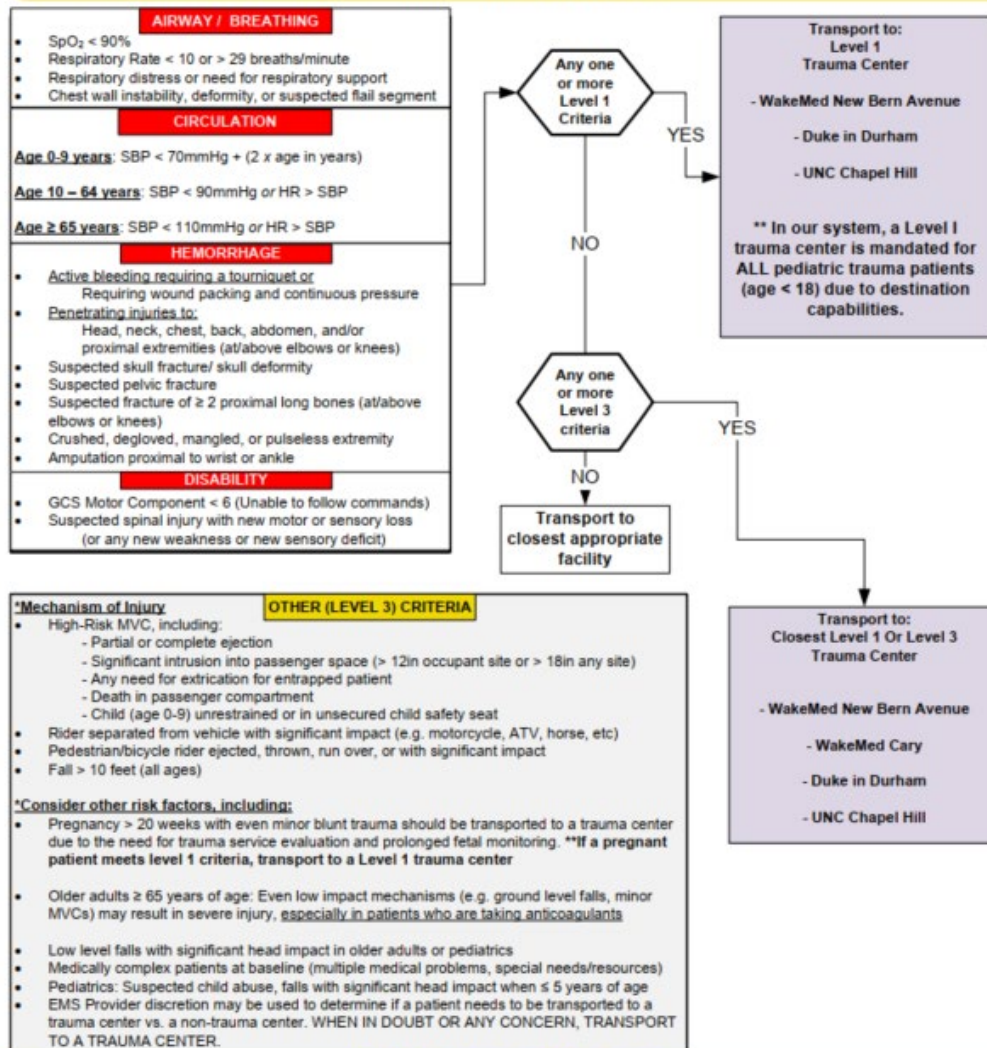 AIRWAY / BREATHING
• SpO₂ < 90%
• Respiratory Rate < 10 or > 29 breaths/minute
• Respiratory distress or need for respiratory support
• Chest wall instability, deformity, or suspected flail segment
CIRCULATION
Age 0-9 years: SBP < 70mmHg + (2 x age in years)
Age 10 – 64 years: SBP < 90mmHg or HR > SBP
Age ≥ 65 years: SBP < 110mmHg or HR > SBP
HEMORRHAGE
• Active bleeding requiring a tourniquet or
Requiring wound packing and continuous pressure
• Penetrating injuries to:
Head, neck, chest, back, abdomen, and/or
proximal extremities (at/above elbows or knees)
• Suspected skull fracture/ skull deformity
• Suspected pelvic fracture
• Suspected fracture of ≥ 2 proximal long bones (at/above
elbows or knees)
• Crushed, degloved, mangled, or pulseless extremity
• Amputation proximal to wrist or ankle
DISABILITY
• GCS Motor Component < 6 (Unable to follow commands)
• Suspected spinal injury with new motor or sensory loss
(or any new weakness or new sensory deficit)
Any one
or more
Level 1
Criteria
YES
NO
Transport to:
Level 1
Trauma Center
- WakeMed New Bern Avenue
- Duke in Durham
- UNC Chapel Hill
** In our system, a Level I
trauma center is mandated for
ALL pediatric trauma patients
(age < 18) due to destination
capabilities.
Any one
or more
Level 3
criteria
YES
NO
Transport to
closest appropriate
facility
Transport to:
Closest Level 1 Or Level 3
Trauma Center
- WakeMed New Bern Avenue
- WakeMed Cary
- Duke in Durham
- UNC Chapel Hill
OTHER (LEVEL 3) CRITERIA
*Mechanism of Injury
• High-Risk MVC, including:
- Partial or complete ejection
- Significant intrusion into passenger space (> 12in occupant site or > 18in any site)
- Any need for extrication for entrapped patient
- Death in passenger compartment
- Child (age 0-9) unrestrained or in unsecured child safety seat
• Rider separated from vehicle with significant impact (e.g. motorcycle, ATV, horse, etc)
• Pedestrian/bicycle rider ejected, thrown, run over, or with significant impact
• Fall > 10 feet (all ages)
*Consider other risk factors, including:
• Pregnancy > 20 weeks with even minor blunt trauma should be transported to a trauma center
due to the need for trauma service evaluation and prolonged fetal monitoring. **If a pregnant
patient meets level 1 criteria, transport to a Level 1 trauma center
• Older adults ≥ 65 years of age: Even low impact mechanisms (e.g. ground level falls, minor
MVCs) may result in severe injury, especially in patients who are taking anticoagulants
• Low level falls with significant head impact in older adults or pediatrics
• Medically complex patients at baseline (multiple medical problems, special needs/resources)
• Pediatrics: Suspected child abuse, falls with significant head impact when ≤ 5 years of age
• EMS Provider discretion may be used to determine if a patient needs to be transported to a
trauma center vs. a non-trauma center. WHEN IN DOUBT OR ANY CONCERN, TRANSPORT
TO A TRAUMA CENTER.